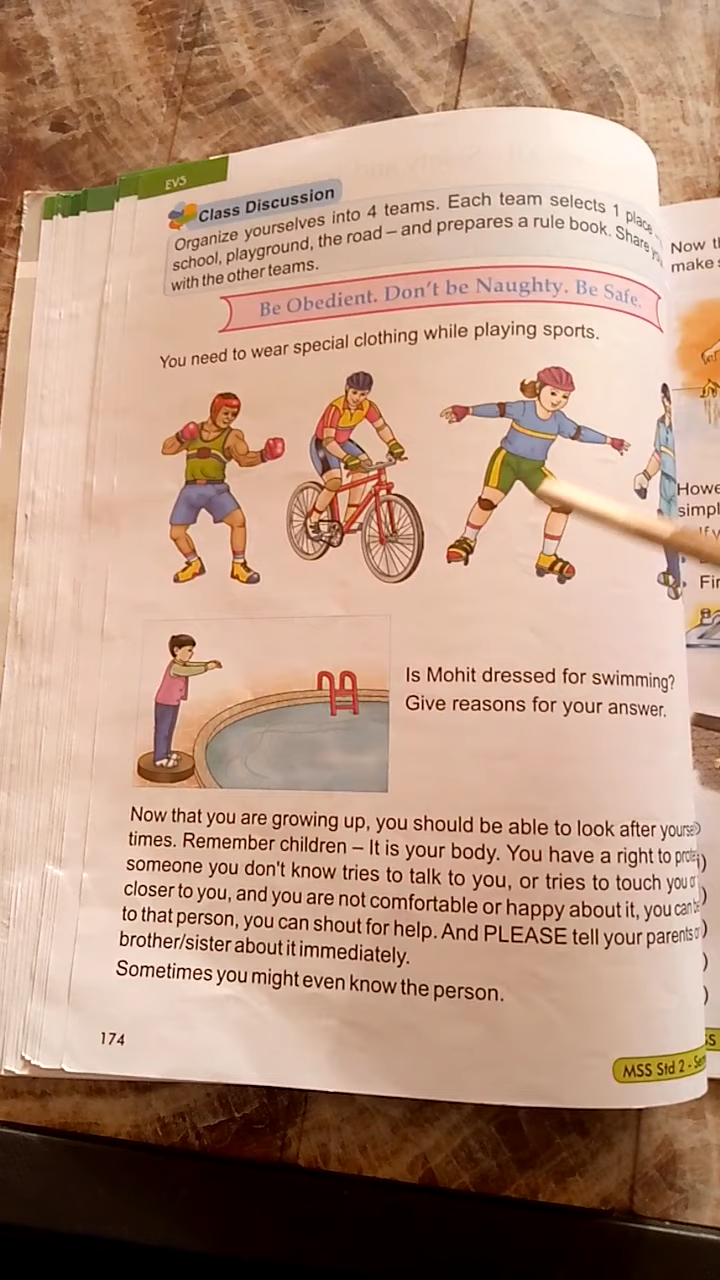 EVS
Class Discussion
Organize yourselves into 4 teams. Each team selects 1 place –
school, playground, the road – and prepares a rule book. Share
with the other teams.
Be Obedient. Don't be Naughty. Be Safe.
You need to wear special clothing while playing sports.
Is Mohit dressed for swimming?
Give reasons for your answer.
Now that you are growing up, you should be able to look after
times. Remember children – It is your body. You have a right to
someone you don't know tries to talk to you, or tries to touch you or
closer to you, and you are not comfortable or happy about it, you can
to that person, you can shout for help. And PLEASE tell your parents or
brother/sister about it immediately.
Sometimes you might even know the person.
174
MSS Std 2 -
Now
make